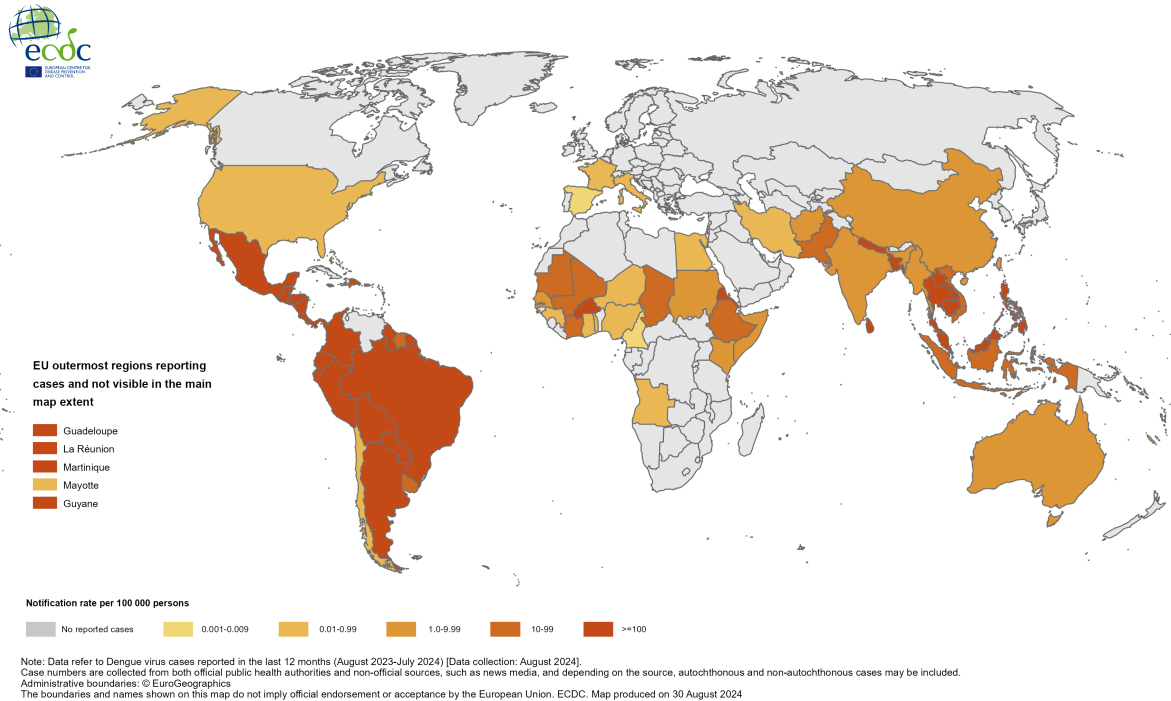 ecdc
EUROPEAN CENTRE FOR
DISEASE PREVENTION
AND CONTROL
EU outermost regions reporting
cases and not visible in the main
map extent
Guadeloupe
La Réunion
Martinique
Mayotte
Guyane
Notification rate per 100 000 persons
No reported cases
0.001-0.009
0.01-0.99
1.0-9.99
10-99
>=100
Note: Data refer to Dengue virus cases reported in the last 12 months (August 2023-July 2024) [Data collection: August 2024].
Case numbers are collected from both official public health authorities and non-official sources, such as news media, and depending on the source, autochthonous and non-autochthonous cases may be included.
Administrative boundaries: © EuroGeographics
The boundaries and names shown on this map do not imply official endorsement or acceptance by the European Union. ECDC. Map produced on 30 August 2024